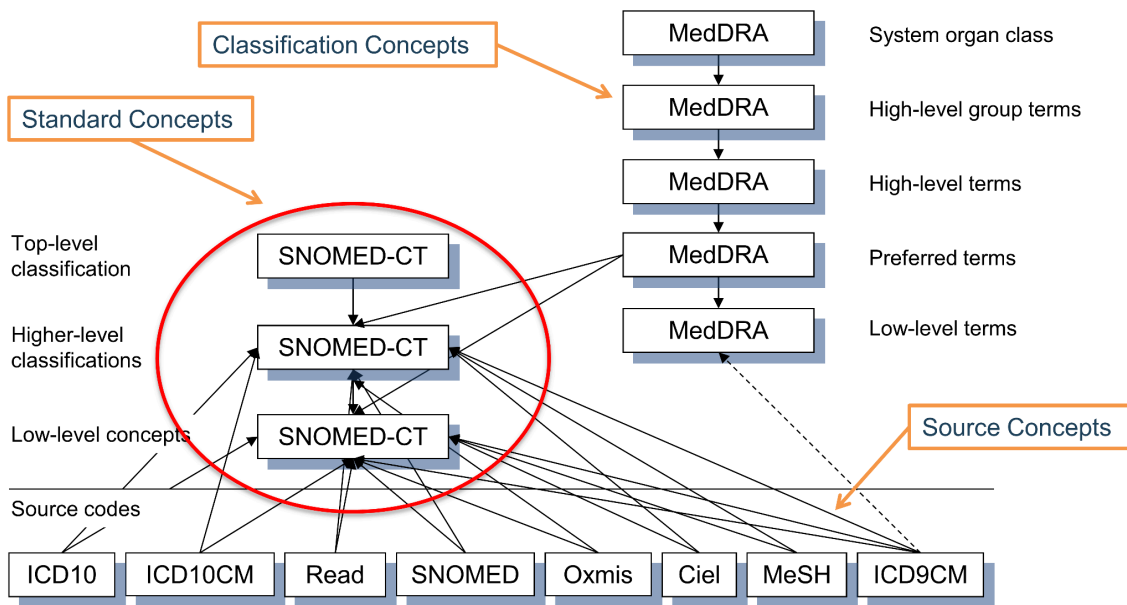 Classification Concepts
MedDRA
System organ class
MedDRA
High-level group terms
Standard Concepts
MedDRA
High-level terms
Top-level
classification
SNOMED-CT
MedDRA
Preferred terms
Higher-level
classifications
SNOMED-CT
MedDRA
Low-level terms
Low-level concepts
SNOMED-CT
Source Concepts
Source codes
ICD10
ICD10CM
Read
SNOMED
Oxmis
Ciel
MeSH
ICD9CM